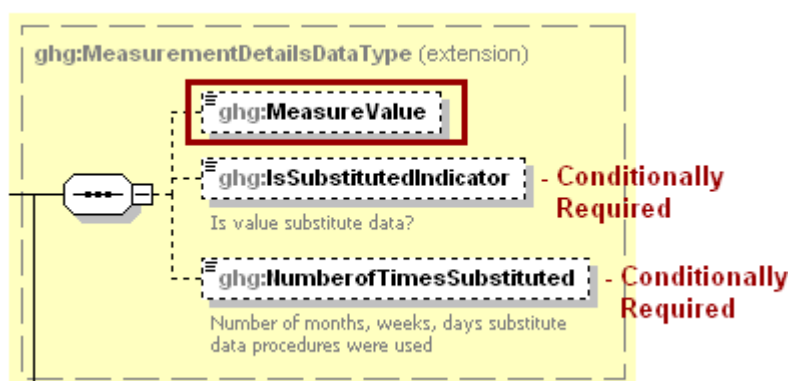 ghg:MeasurementDetailsDataType (extension)
ghg:MeasureValue
ghg:IsSubstitutedIndicator - Conditionally
Required
Is value substitute data?
ghg:NumberofTimesSubstituted - Conditionally
Required
Number of months, weeks, days substitute
data procedures were used